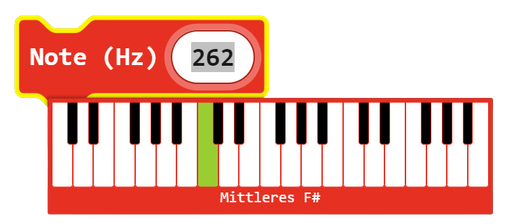 Note (Hz) 262
Mittleres F#